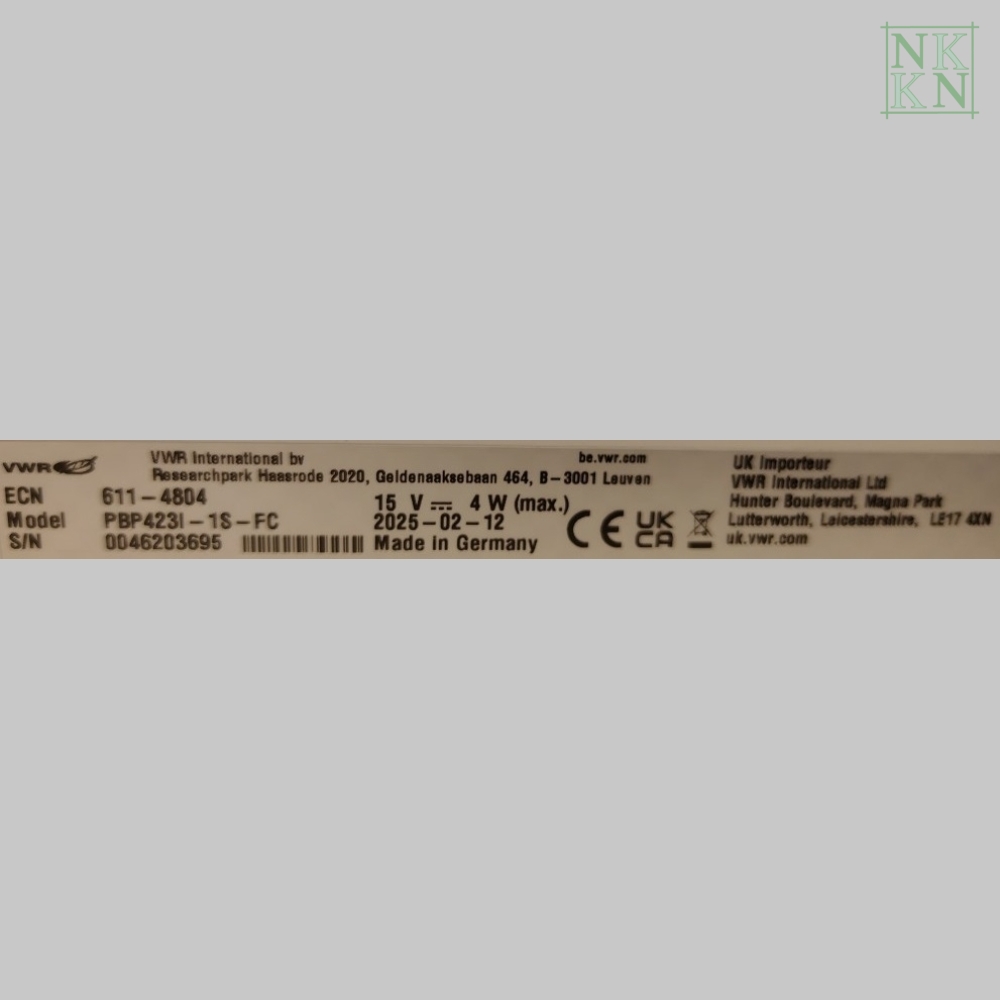 NK
KN
VWR
VWR International bv
Researchpark Haasrode 2020, Geldenaaksebaan 464, B-3001 Leuven
be.vwr.com
ECN 611-4804
Model PBP423I-1S-FC
S/N 0046203695
15 V 4 W (max.)
2025-02-12
Made in Germany
CE
UK
CA
UK Importeur
VWR International Ltd
Hunter Boulevard, Magna Park
Lutterworth, Leicestershire, LE17 4XN
uk.vwr.com